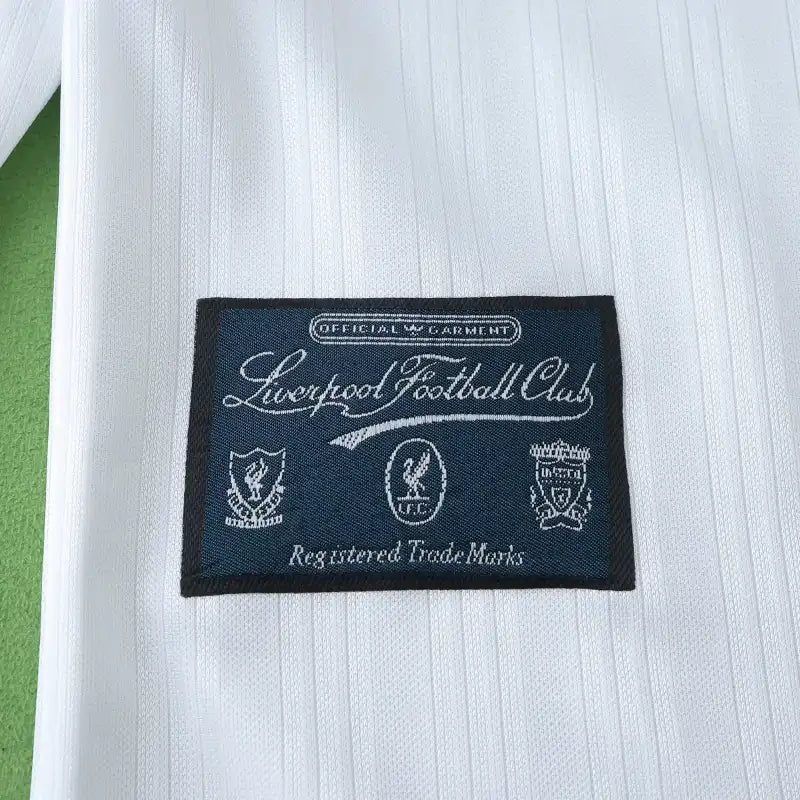 OFFICIAL GARMENT
Liverpool Football Club
L.F.C.
Registered Trade Marks